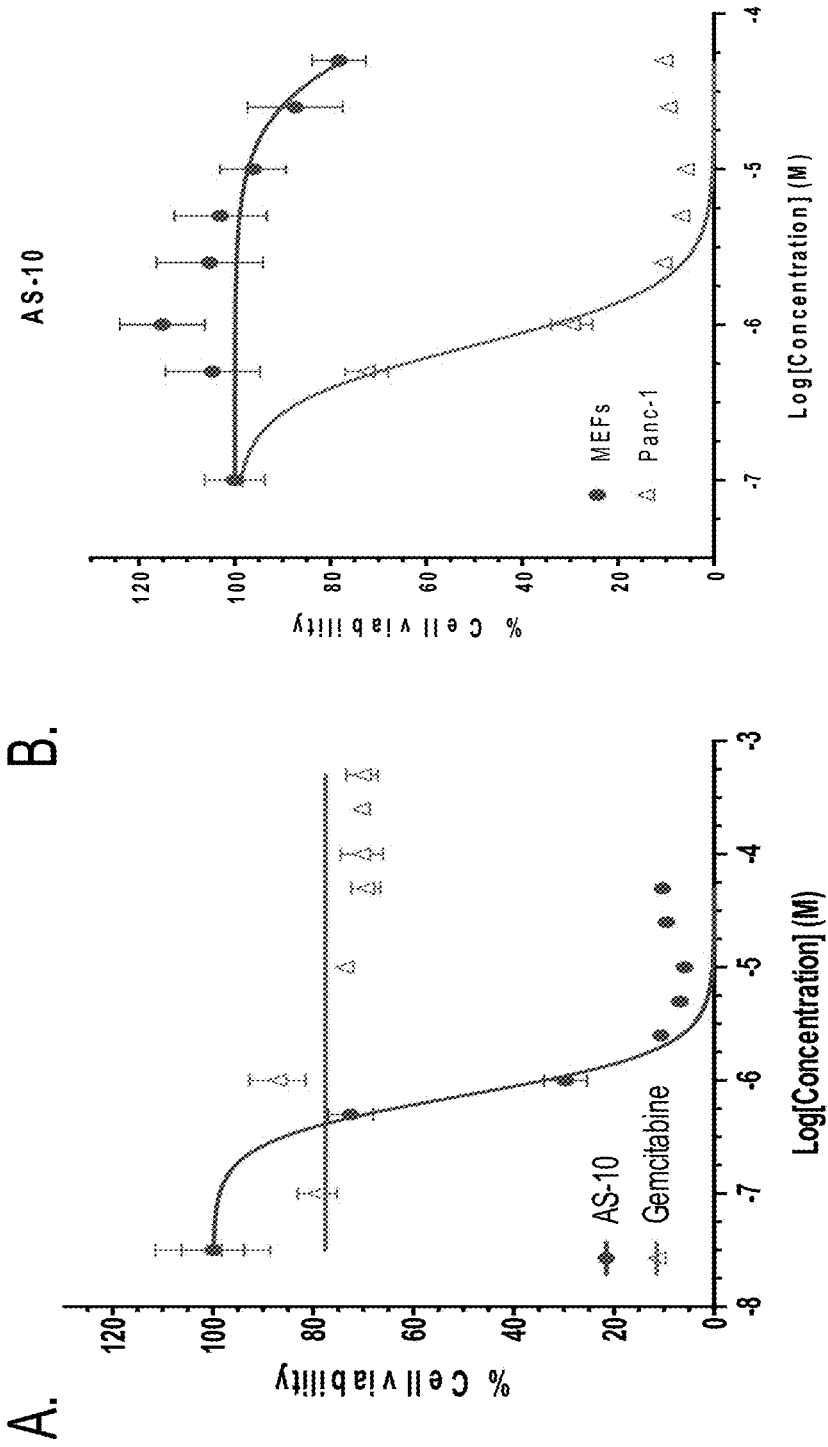 A.
% Cell viability
120
100
80
60
40
20
0
AS-10
Gemcitabine
-8
-7
-6
-5
-4
-3
Log[Concentration] (M)
B.
AS-10
% Cell viability
120
100
80
60
40
20
0
MEFs
Panc-1
-7
-6
-5
-4
Log[Concentration] (M)